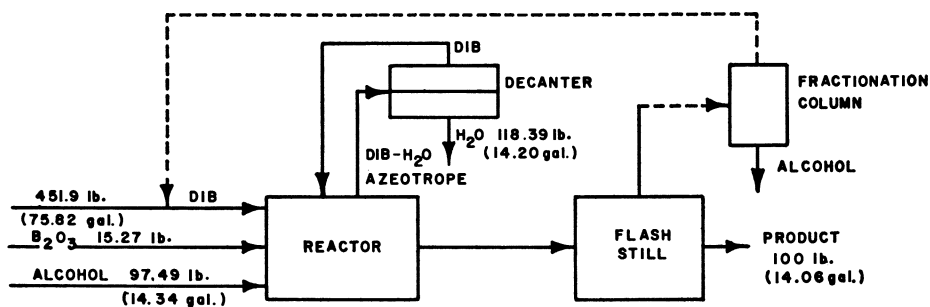 DIB
DECANTER
FRACTIONATION
COLUMN
H₂O 118.39 lb.
(14.20 gal.)
DIB-H₂O
AZEOTROPE
ALCOHOL
451.9 lb. DIB
(75.82 gal.)
B₂O₃ 15.27 lb.
ALCOHOL 97.49 lb.
(14.34 gal.)
REACTOR
FLASH
STILL
PRODUCT
100 lb.
(14.06 gal.)